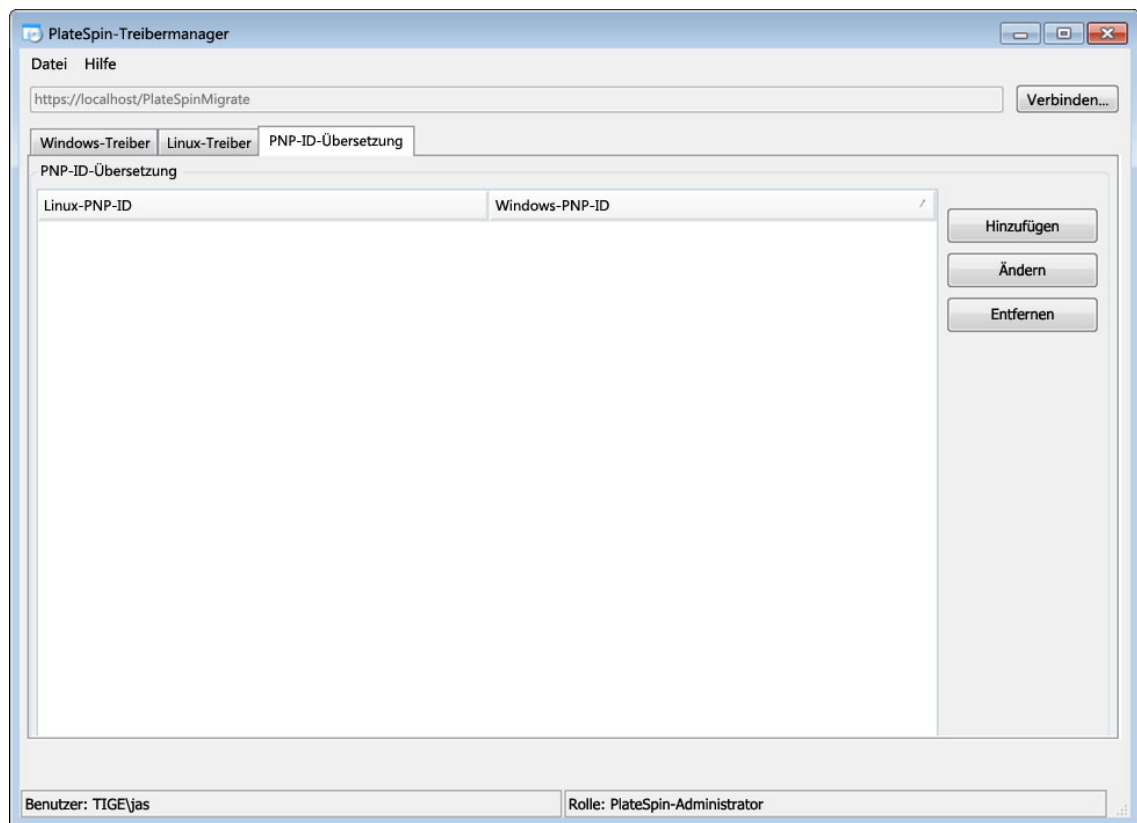 PlateSpin-Treibermanager
Datei Hilfe
https://localhost/PlateSpinMigrate Verbinden...
Windows-Treiber Linux-Treiber PNP-ID-Übersetzung
PNP-ID-Übersetzung
Linux-PNP-ID Windows-PNP-ID
Hinzufügen
Ändern
Entfernen
Benutzer: TIGE\jas Rolle: PlateSpin-Administrator